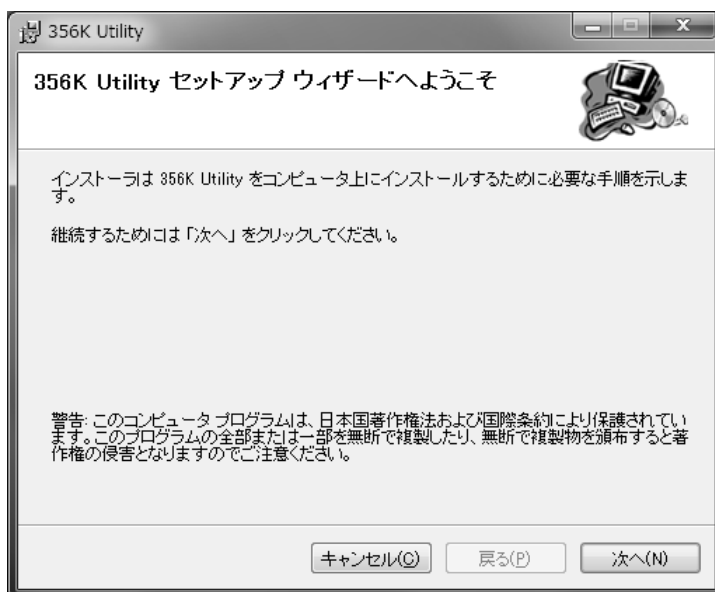 356K Utility
356K Utility セットアップ ウィザードへようこそ
インストーラは 356K Utility をコンピュータ上にインストールするために必要な手順を示しま
す。
継続するためには「次へ」をクリックしてください。
警告: このコンピュータ プログラムは、日本国著作権法および国際条約により保護されてい
ます。このプログラムの全部または一部を無断で複製したり、無断で複製物を頒布すると著
作権の侵害となりますのでご注意ください。
キャンセル(C) 戻る(P) 次へ(N)